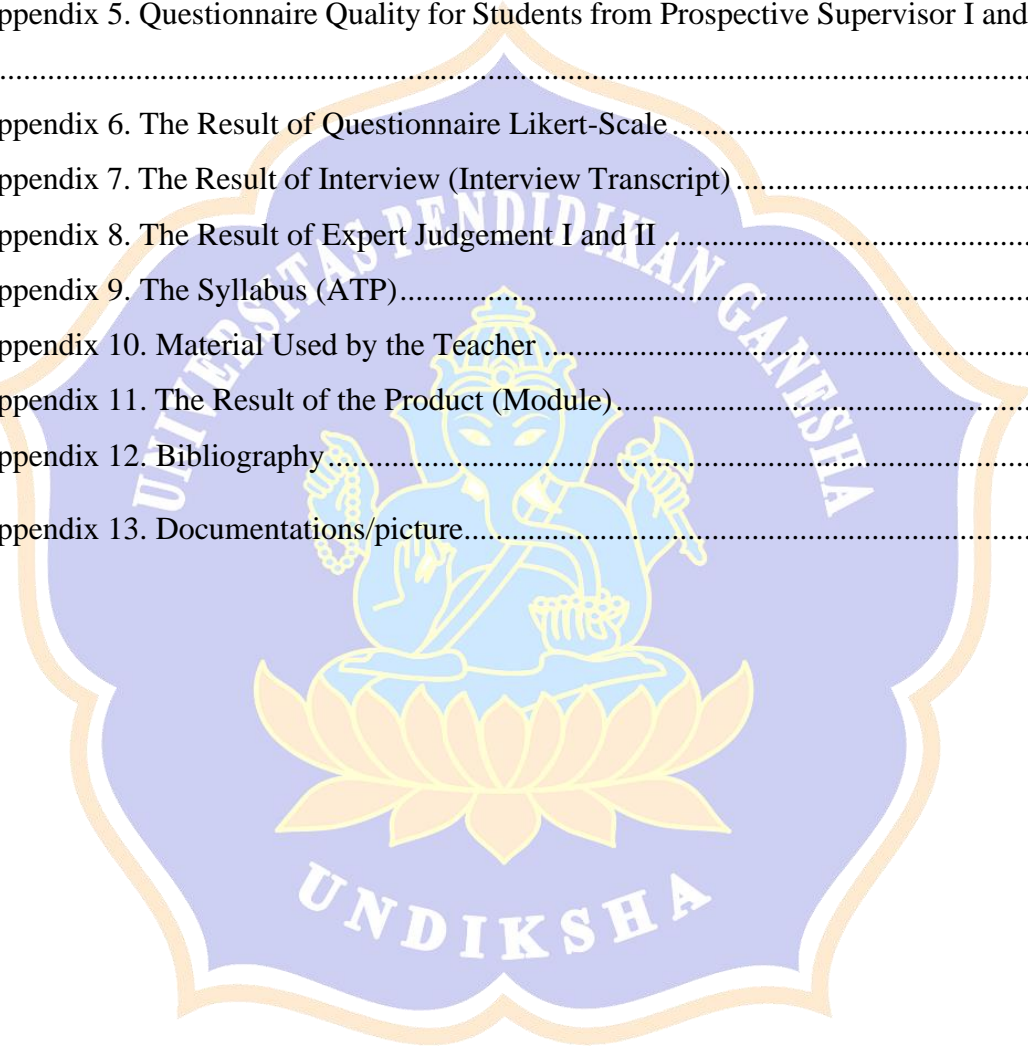 ppendix 5. Questionnaire Quality for Students from Prospective Supervisor I and
....................................................................................................................................
ppendix 6. The Result of Questionnaire Likert-Scale.............................................
ppendix 7. The Result of Interview (Interview Transcript).....................................
ppendix 8. The Result of Expert Judgement I and II ..............................................
ppendix 9. The Syllabus (ATP)................................................................................
ppendix 10. Material Used by the Teacher .............................................................
ppendix 11. The Result of the Product (Module)....................................................
ppendix 12. Bibliography.........................................................................................
ppendix 13. Documentations/picture.......................................................................
UNIVERSITAS PENDIDIKAN GANESHA
UNDIKSHA